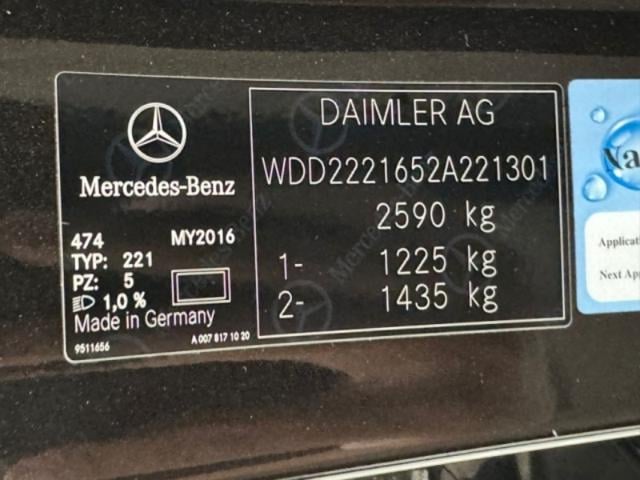 Mercedes-Benz
474 MY2016
TYP: 221
PZ: 5
1,0 %
Made in Germany
9511656 A 007 817 10 20
DAIMLER AG
WDD2221652A221301
2590 kg
1- 1225 kg
2- 1435 kg
Next